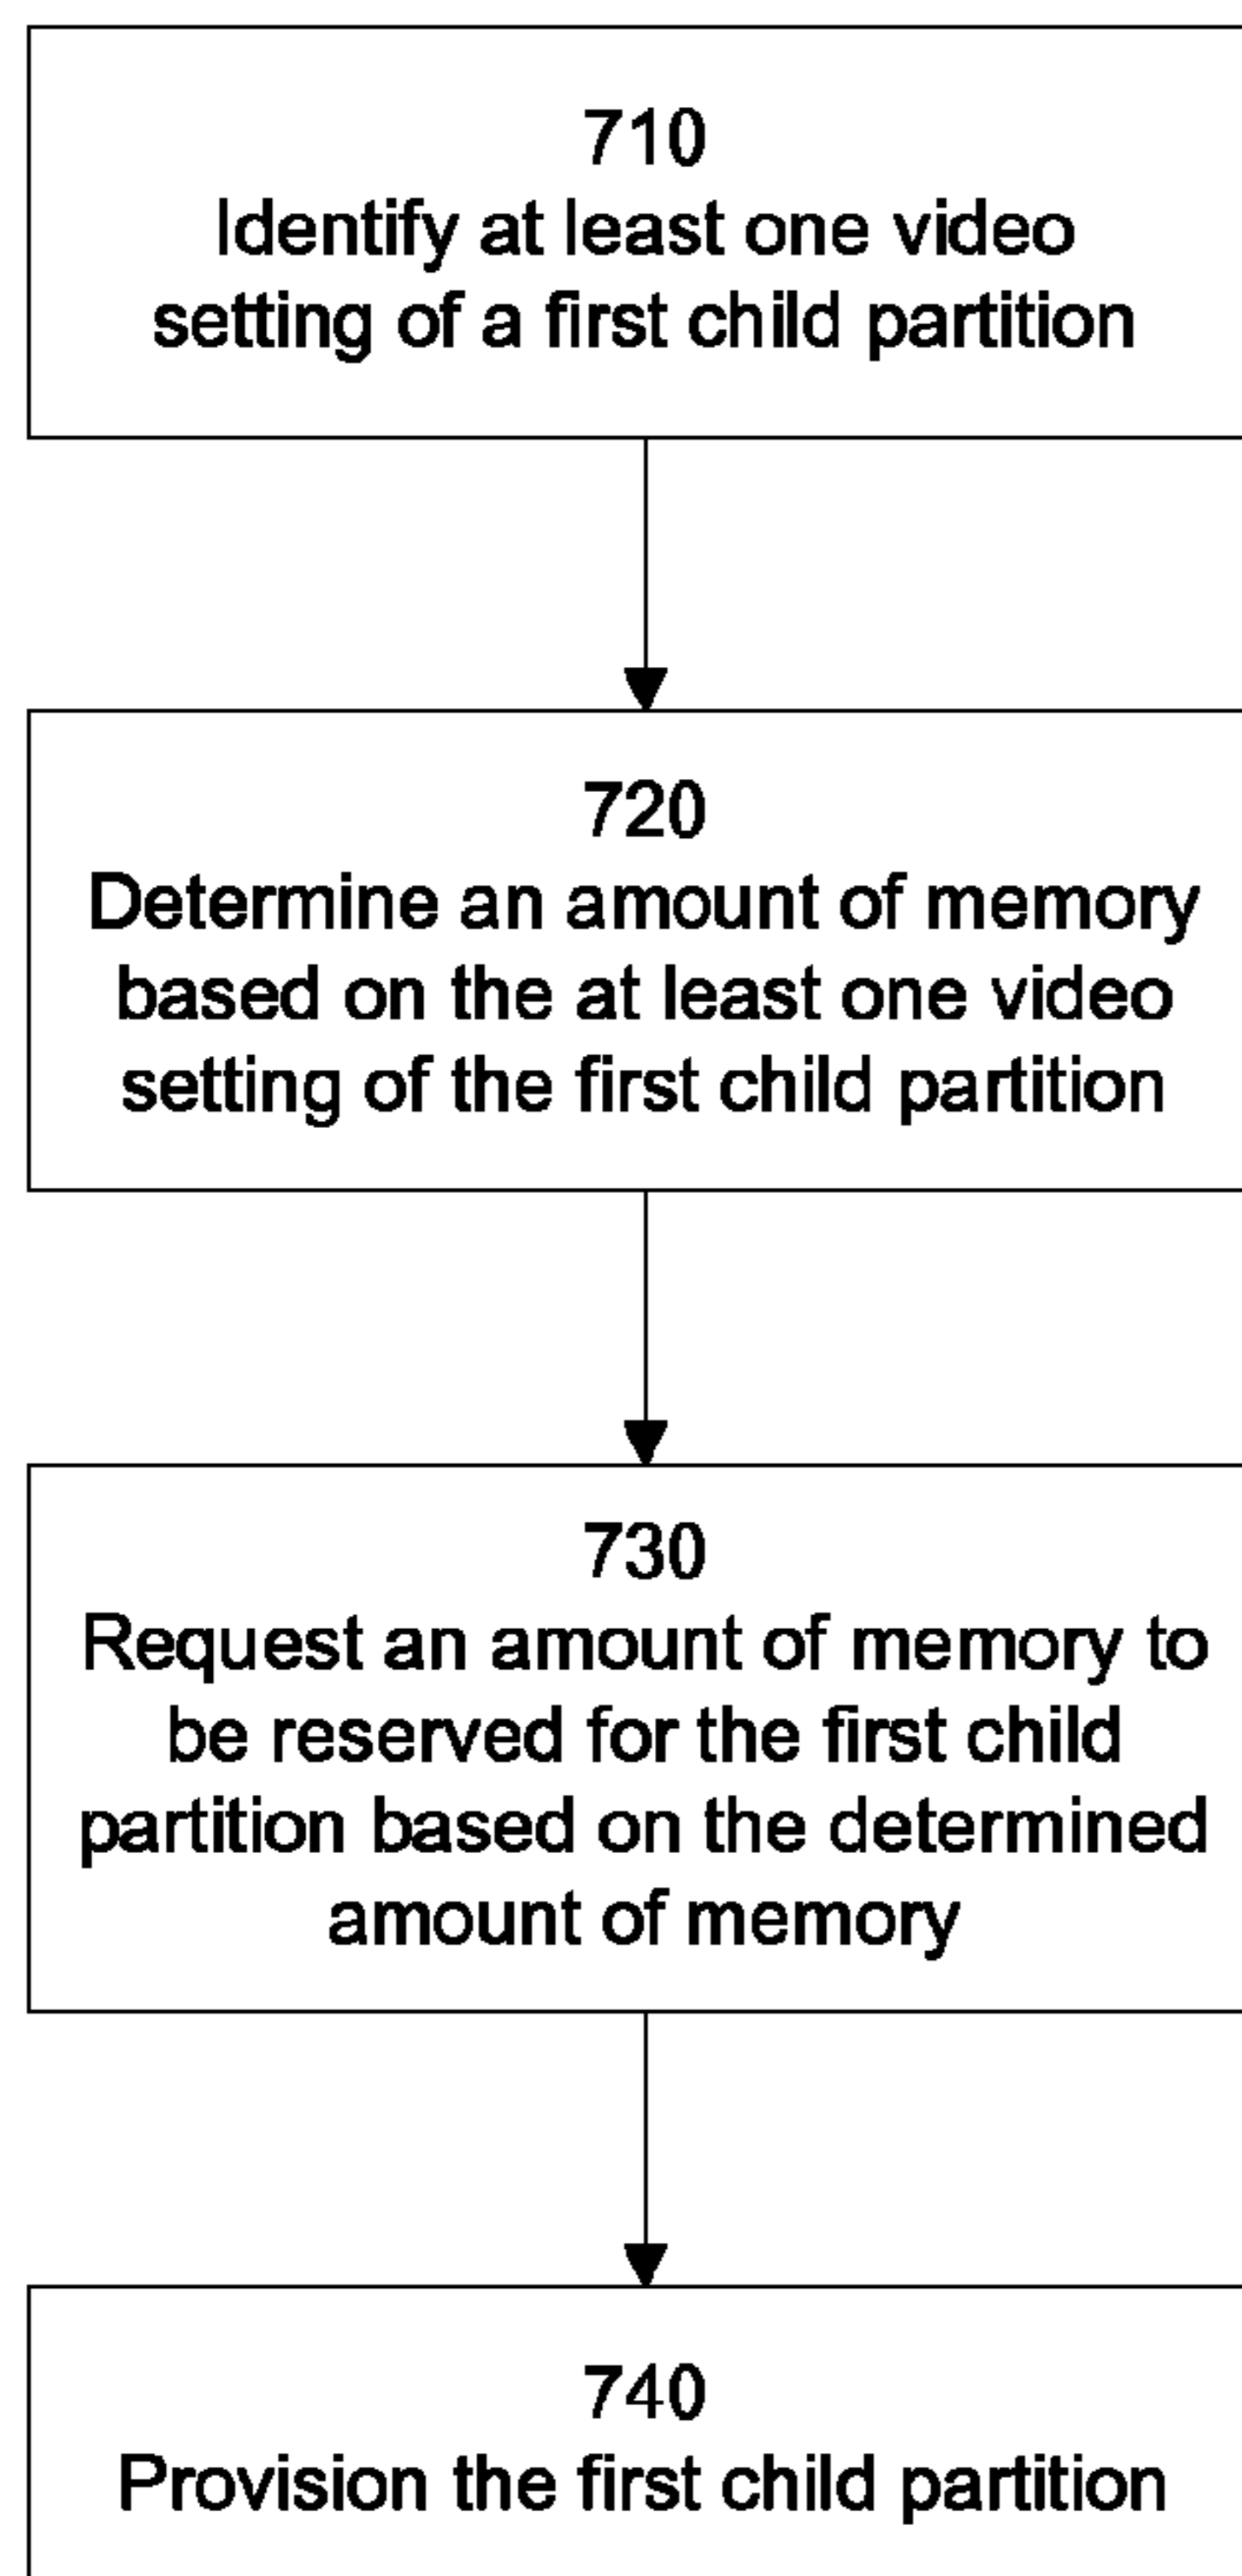 710
Identify at least one video
setting of a first child partition
720
Determine an amount of memory
based on the at least one video
setting of the first child partition
730
Request an amount of memory to
be reserved for the first child
partition based on the determined
amount of memory
740
Provision the first child partition